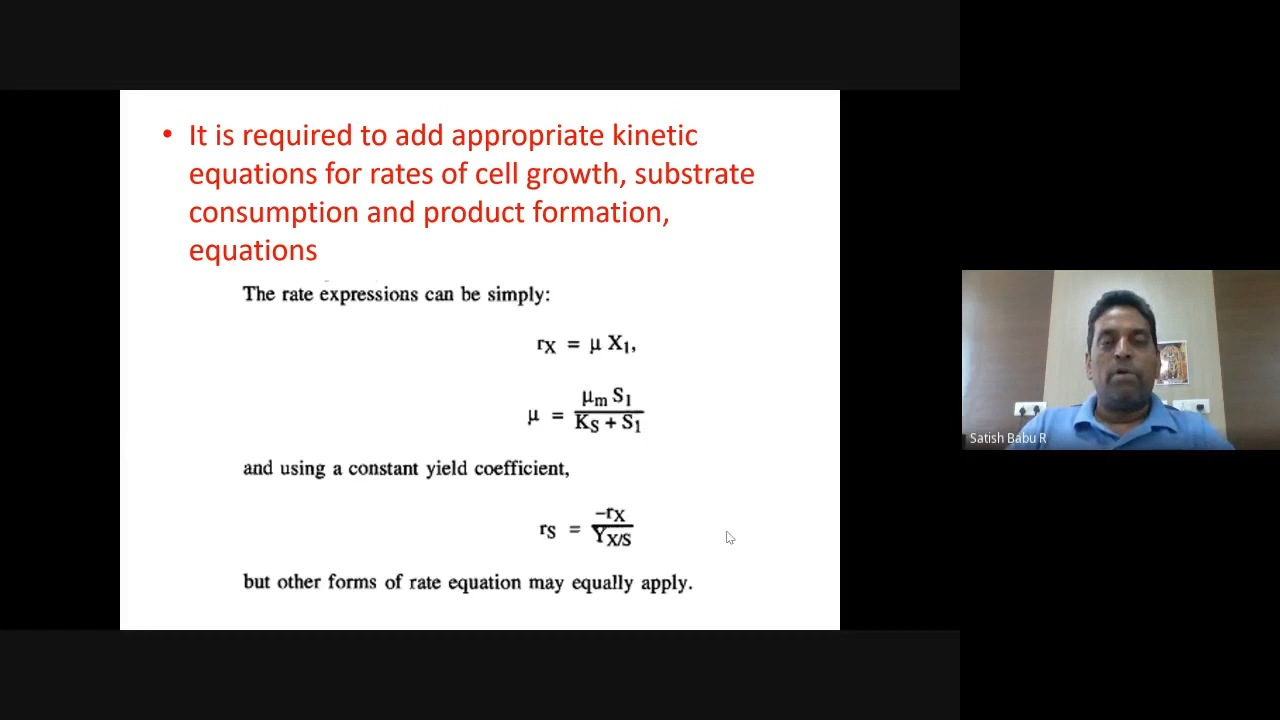 • It is required to add appropriate kinetic
equations for rates of cell growth, substrate
consumption and product formation,
equations
The rate expressions can be simply:
rX = μ X1,
μ = μm S1 / KS + S1
and using a constant yield coefficient,
rS = –rX / YX/S
but other forms of rate equation may equally apply.
Satish Babu R